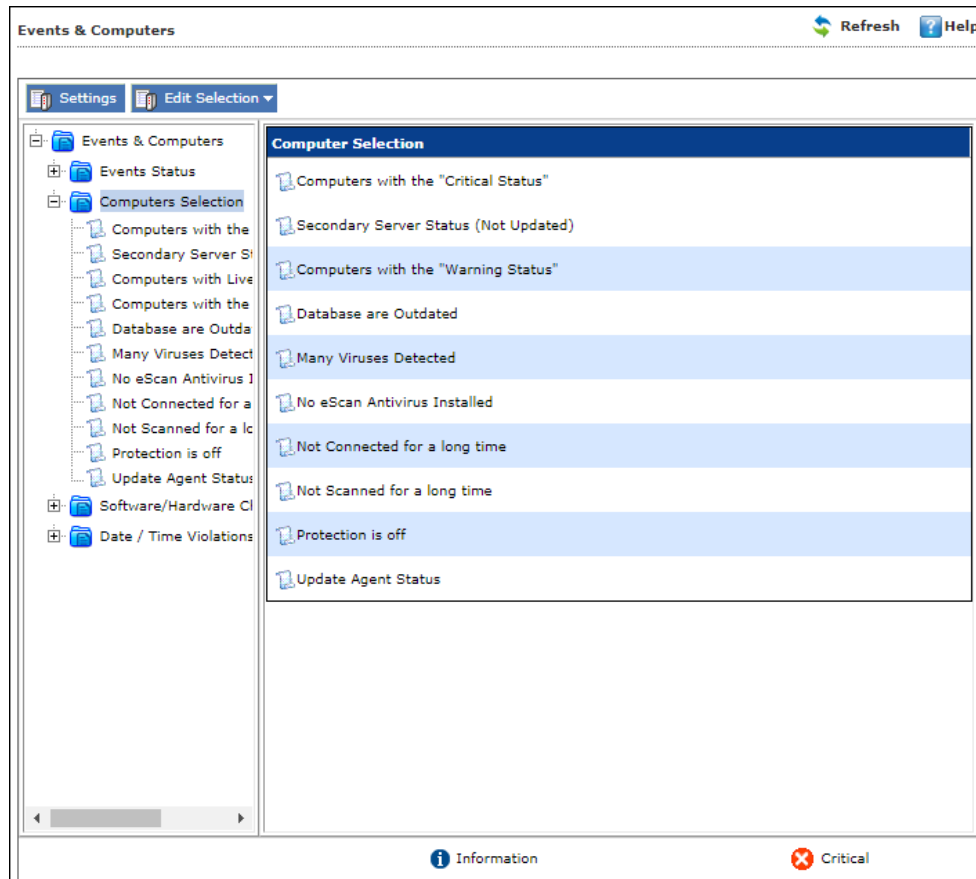 Events & Computers
Refresh
Help
Settings
Edit Selection
Events & Computers
Events Status
Computers Selection
Computers with the
Secondary Server St
Computers with Live
Computers with the
Database are Outda
Many Viruses Detect
No eScan Antivirus I
Not Connected for a
Not Scanned for a lo
Protection is off
Update Agent Status
Software/Hardware Cl
Date / Time Violations
Computer Selection
Computers with the "Critical Status"
Secondary Server Status (Not Updated)
Computers with the "Warning Status"
Database are Outdated
Many Viruses Detected
No eScan Antivirus Installed
Not Connected for a long time
Not Scanned for a long time
Protection is off
Update Agent Status
Information
Critical